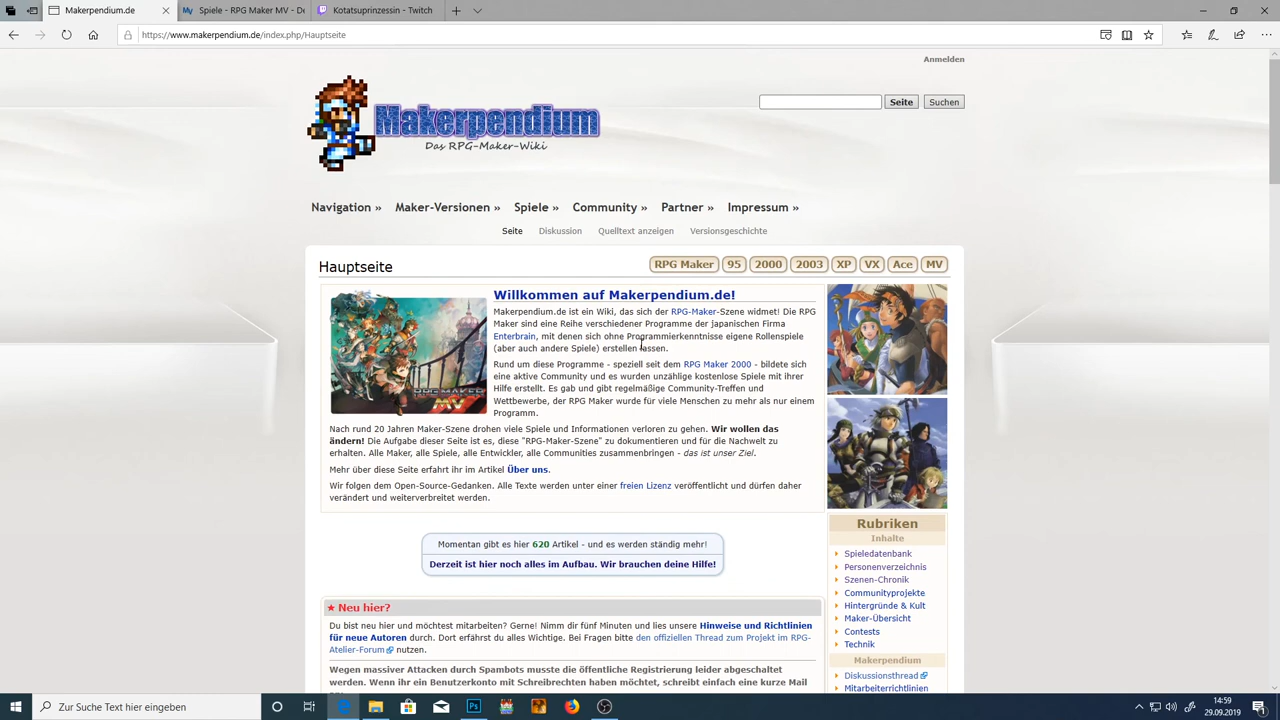 Makerpendium.de
Spiele - RPG Maker MV - De
Kotatsuprinzessin - Twitch
https://www.makerpendium.de/index.php/Hauptseite
Anmelden
Makerpendium
Das RPG-Maker-Wiki
Seite Suchen
Navigation » Maker-Versionen » Spiele » Community » Partner » Impressum »
Seite Diskussion Quelltext anzeigen Versionsgeschichte
Hauptseite
RPG Maker 95 2000 2003 XP VX Ace MV
Willkommen auf Makerpendium.de!
Makerpendium.de ist ein Wiki, das sich der RPG-Maker-Szene widmet! Die RPG
Maker sind eine Reihe verschiedener Programme der japanischen Firma
Enterbrain, mit denen sich ohne Programmierkenntnisse eigene Rollenspiele
(aber auch andere Spiele) erstellen lassen.
Rund um diese Programme - speziell seit dem RPG Maker 2000 - bildete sich
eine aktive Community und es wurden unzählige kostenlose Spiele mit ihrer
Hilfe erstellt. Es gab und gibt regelmäßige Community-Treffen und
Wettbewerbe, der RPG Maker wurde für viele Menschen zu mehr als nur einem
Programm.
RPG MAKER MV
Nach rund 20 Jahren Maker-Szene drohen viele Spiele und Informationen verloren zu gehen. Wir wollen das
ändern! Die Aufgabe dieser Seite ist es, diese "RPG-Maker-Szene" zu dokumentieren und für die Nachwelt zu
erhalten. Alle Maker, alle Spiele, alle Entwickler, alle Communities zusammenbringen - das ist unser Ziel.
Mehr über diese Seite erfahrt ihr im Artikel Über uns.
Wir folgen dem Open-Source-Gedanken. Alle Texte werden unter einer freien Lizenz veröffentlicht und dürfen daher
verändert und weiterverbreitet werden.
Momentan gibt es hier 620 Artikel - und es werden ständig mehr!
Derzeit ist hier noch alles im Aufbau. Wir brauchen deine Hilfe!
Neu hier?
Du bist neu hier und möchtest mitarbeiten? Gerne! Nimm dir fünf Minuten und lies unsere Hinweise und Richtlinien
für neue Autoren durch. Dort erfährst du alles Wichtige. Bei Fragen bitte den offiziellen Thread zum Projekt im RPG-
Atelier-Forum nutzen.
Wegen massiver Attacken durch Spambots musste die öffentliche Registrierung leider abgeschaltet
werden. Wenn ihr ein Benutzerkonto mit Schreibrechten haben möchtet, schreibt einfach eine kurze Mail
Rubriken
Inhalte
Spieledatenbank
Personenverzeichnis
Szenen-Chronik
Communityprojekte
Hintergründe & Kult
Maker-Übersicht
Contests
Technik
Makerpendium
Diskussionsthread
Mitarbeiterrichtlinien
Zur Suche Text hier eingeben
Ps
14:59
29.09.2019